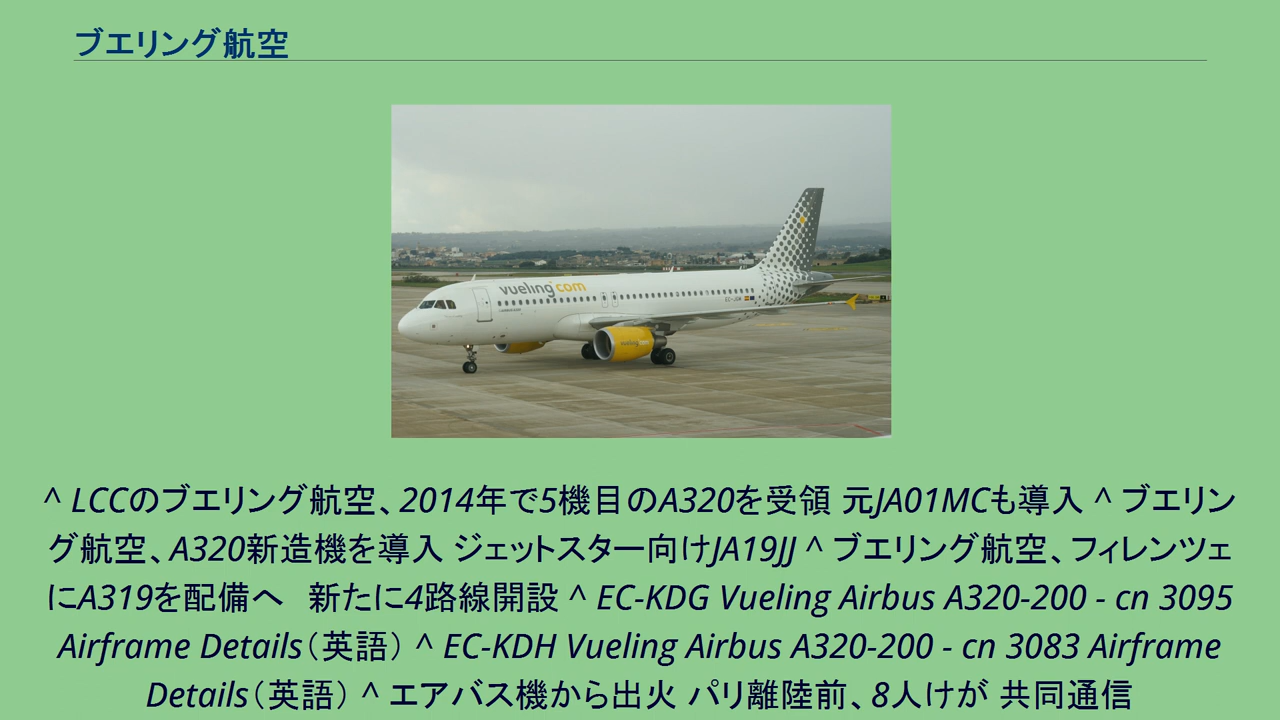 ブエリング航空
vueling.com
vueling.com
^ LCCのブエリング航空、2014年で5機目のA320を受領 元JA01MCも導入 ^ ブエリン
グ航空、A320新造機を導入 ジェットスター向けJA19JJ ^ ブエリング航空、フィレンツェ
にA319を配備へ　新たに4路線開設 ^ EC-KDG Vueling Airbus A320-200 - cn 3095
Airframe Details（英語） ^ EC-KDH Vueling Airbus A320-200 - cn 3083 Airframe
Details（英語） ^ エアバス機から出火 パリ離陸前、8人けが 共同通信